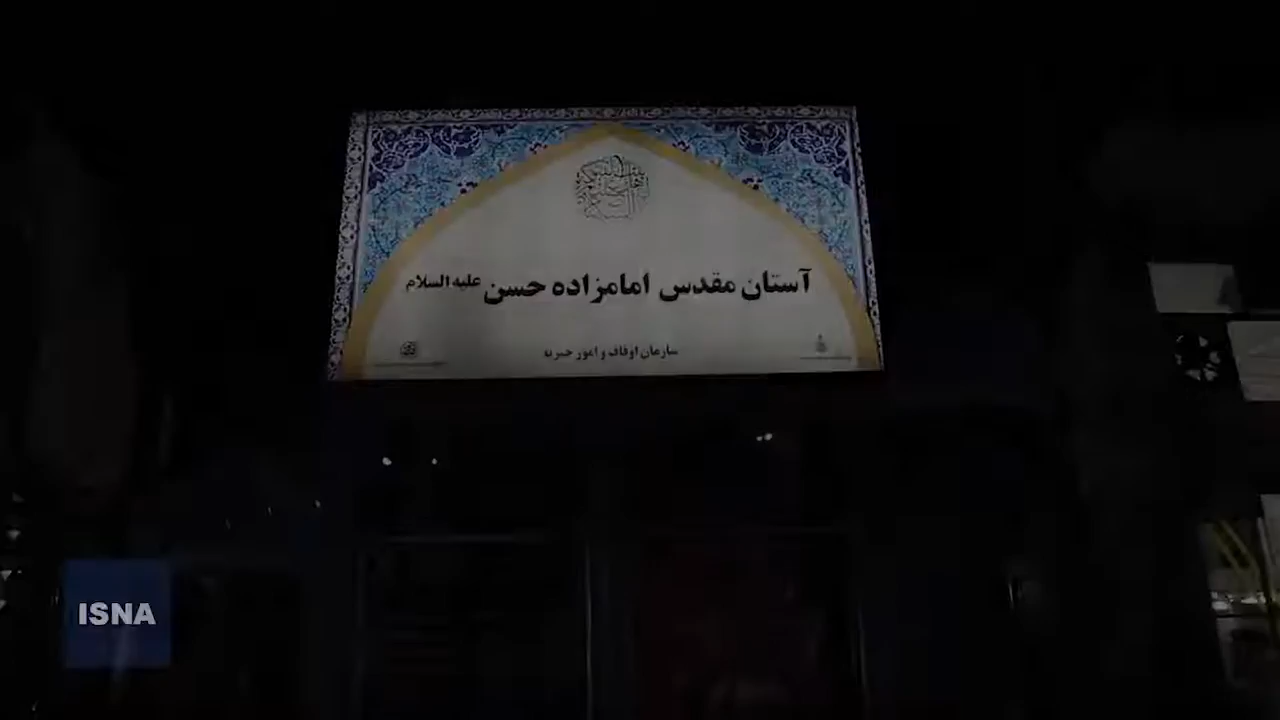 آستان مقدس امامزاده حسن علیه السلام
سازمان اوقاف و امور خیریه
ISNA